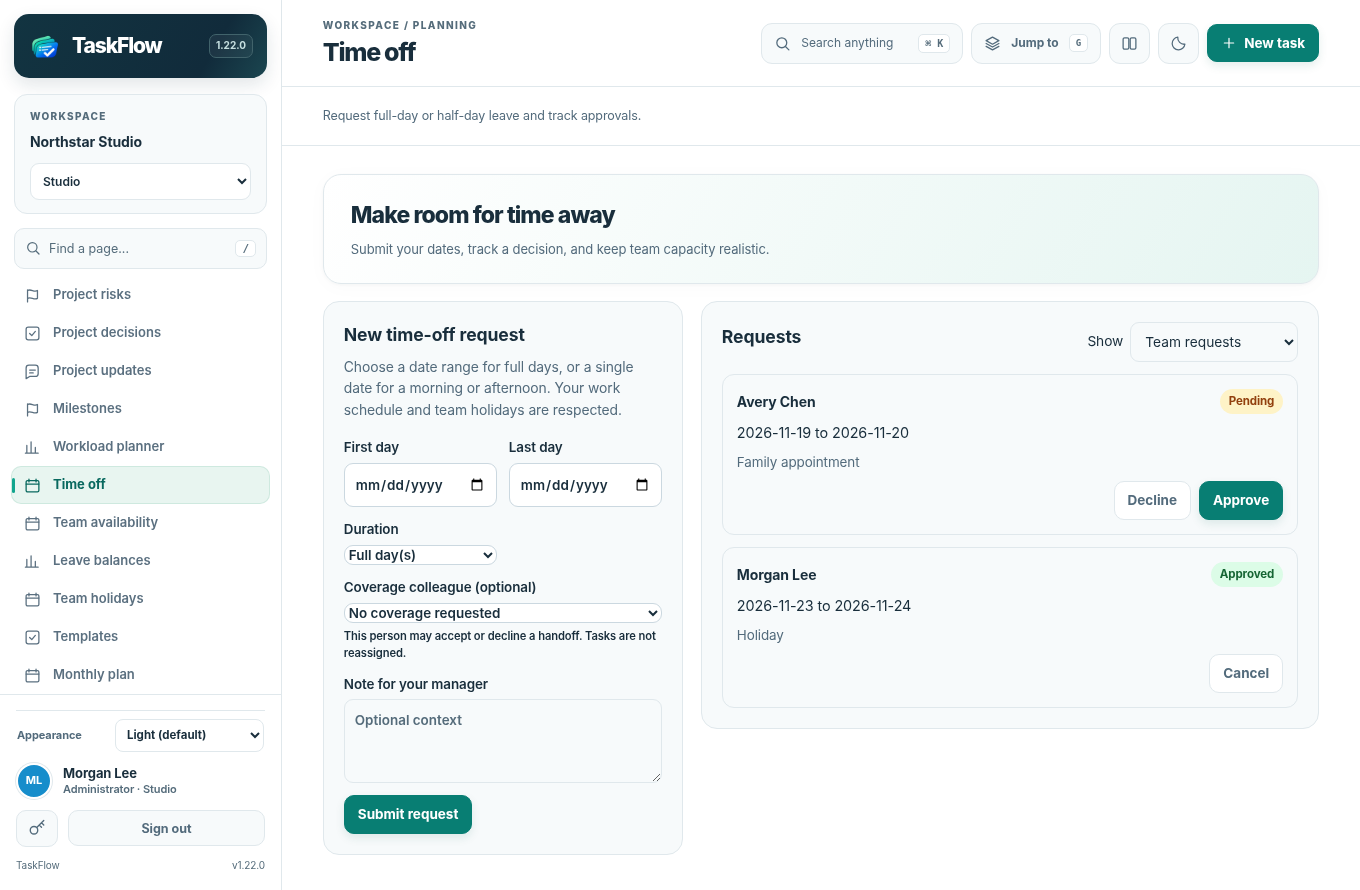 TaskFlow
1.22.0
WORKSPACE
Northstar Studio
Studio
Find a page...
/
Project risks
Project decisions
Project updates
Milestones
Workload planner
Time off
Team availability
Leave balances
Team holidays
Templates
Monthly plan
Appearance
Light (default)
ML
Morgan Lee
Administrator · Studio
Sign out
TaskFlow
v1.22.0
WORKSPACE / PLANNING
Time off
Search anything
⌘ K
Jump to
G
New task
Request full-day or half-day leave and track approvals.
Make room for time away
Submit your dates, track a decision, and keep team capacity realistic.
New time-off request
Choose a date range for full days, or a single
date for a morning or afternoon. Your work
schedule and team holidays are respected.
First day
Last day
mm/dd/yyyy
mm/dd/yyyy
Duration
Full day(s)
Coverage colleague (optional)
No coverage requested
This person may accept or decline a handoff. Tasks are not
reassigned.
Note for your manager
Optional context
Submit request
Requests
Show
Team requests
Avery Chen
Pending
2026-11-19 to 2026-11-20
Family appointment
Decline
Approve
Morgan Lee
Approved
2026-11-23 to 2026-11-24
Holiday
Cancel